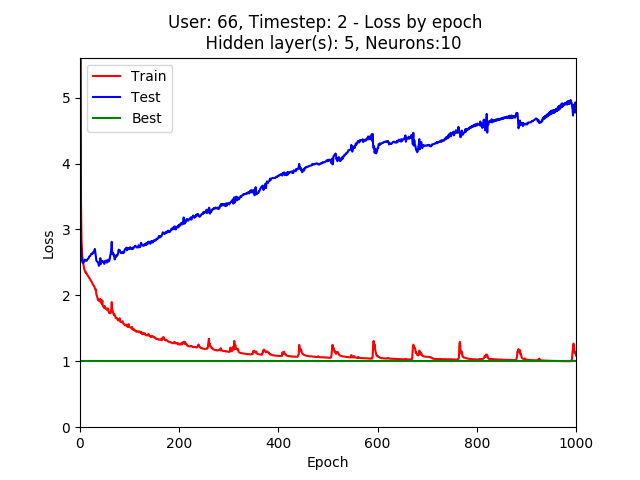 User: 66, Timestep: 2 - Loss by epoch
Hidden layer(s): 5, Neurons:10
Train
Test
Best
5
4
3
2
1
0
Loss
0
200
400
600
800
1000
Epoch